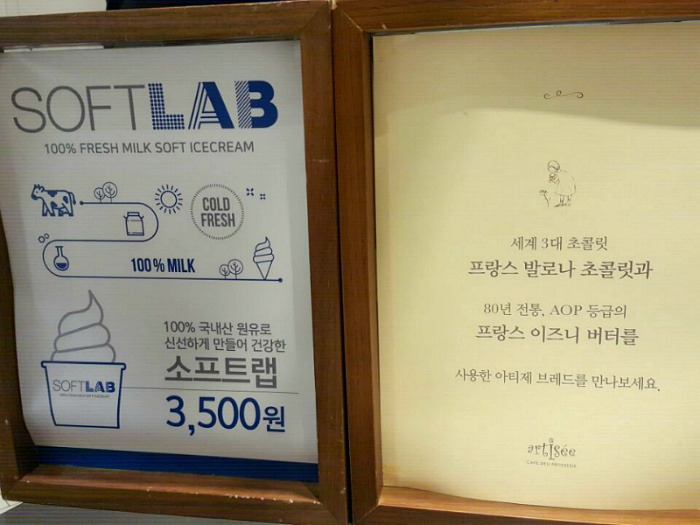 SOFTLAB
100% FRESH MILK SOFT ICECREAM
COLD
FRESH
100% MILK
100% 국내산 원유로
신선하게 만들어 건강한
소프트랩
3,500원
SOFTLAB
세계 3대 초콜릿
프랑스 발로나 초콜릿과
80년 전통, AOP 등급의
프랑스 이즈니 버터를
사용한 아티제 브레드를 만나보세요.
artisée